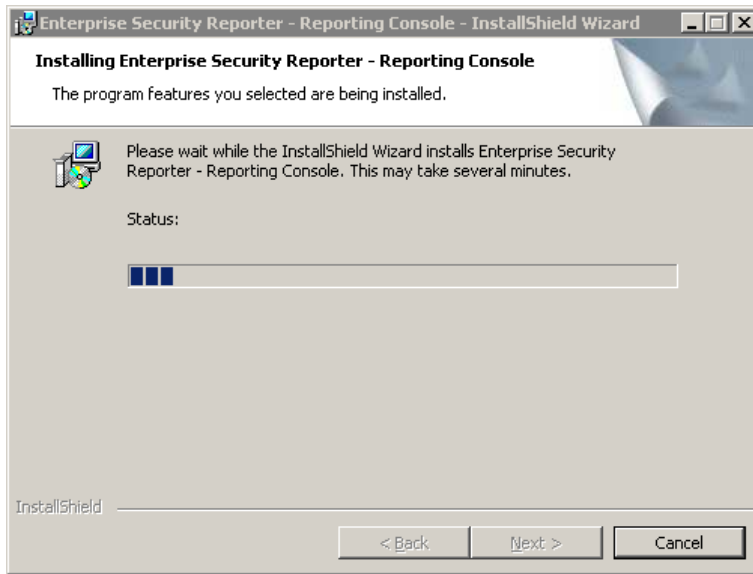 Enterprise Security Reporter - Reporting Console - InstallShield Wizard
Installing Enterprise Security Reporter - Reporting Console
The program features you selected are being installed.
Please wait while the InstallShield Wizard installs Enterprise Security
Reporter - Reporting Console. This may take several minutes.
Status:
InstallShield
< Back Next > Cancel